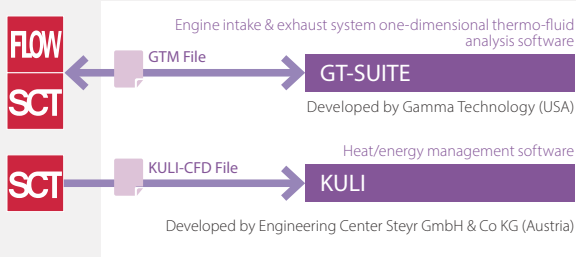 Engine intake & exhaust system one-dimensional thermo-fluid
analysis software
FLOW
SCT
GTM File
GT-SUITE
Developed by Gamma Technology (USA)
Heat/energy management software
SCT
KULI-CFD File
KULI
Developed by Engineering Center Steyr GmbH & Co KG (Austria)